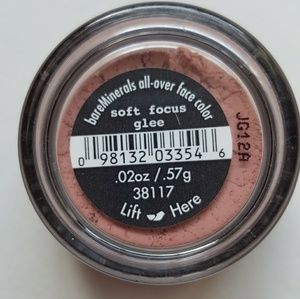 bareMinerals all-over face color
soft focus
glee
0 98132 03354 6
.02oz / .57g
38117
Lift Here
JG12A